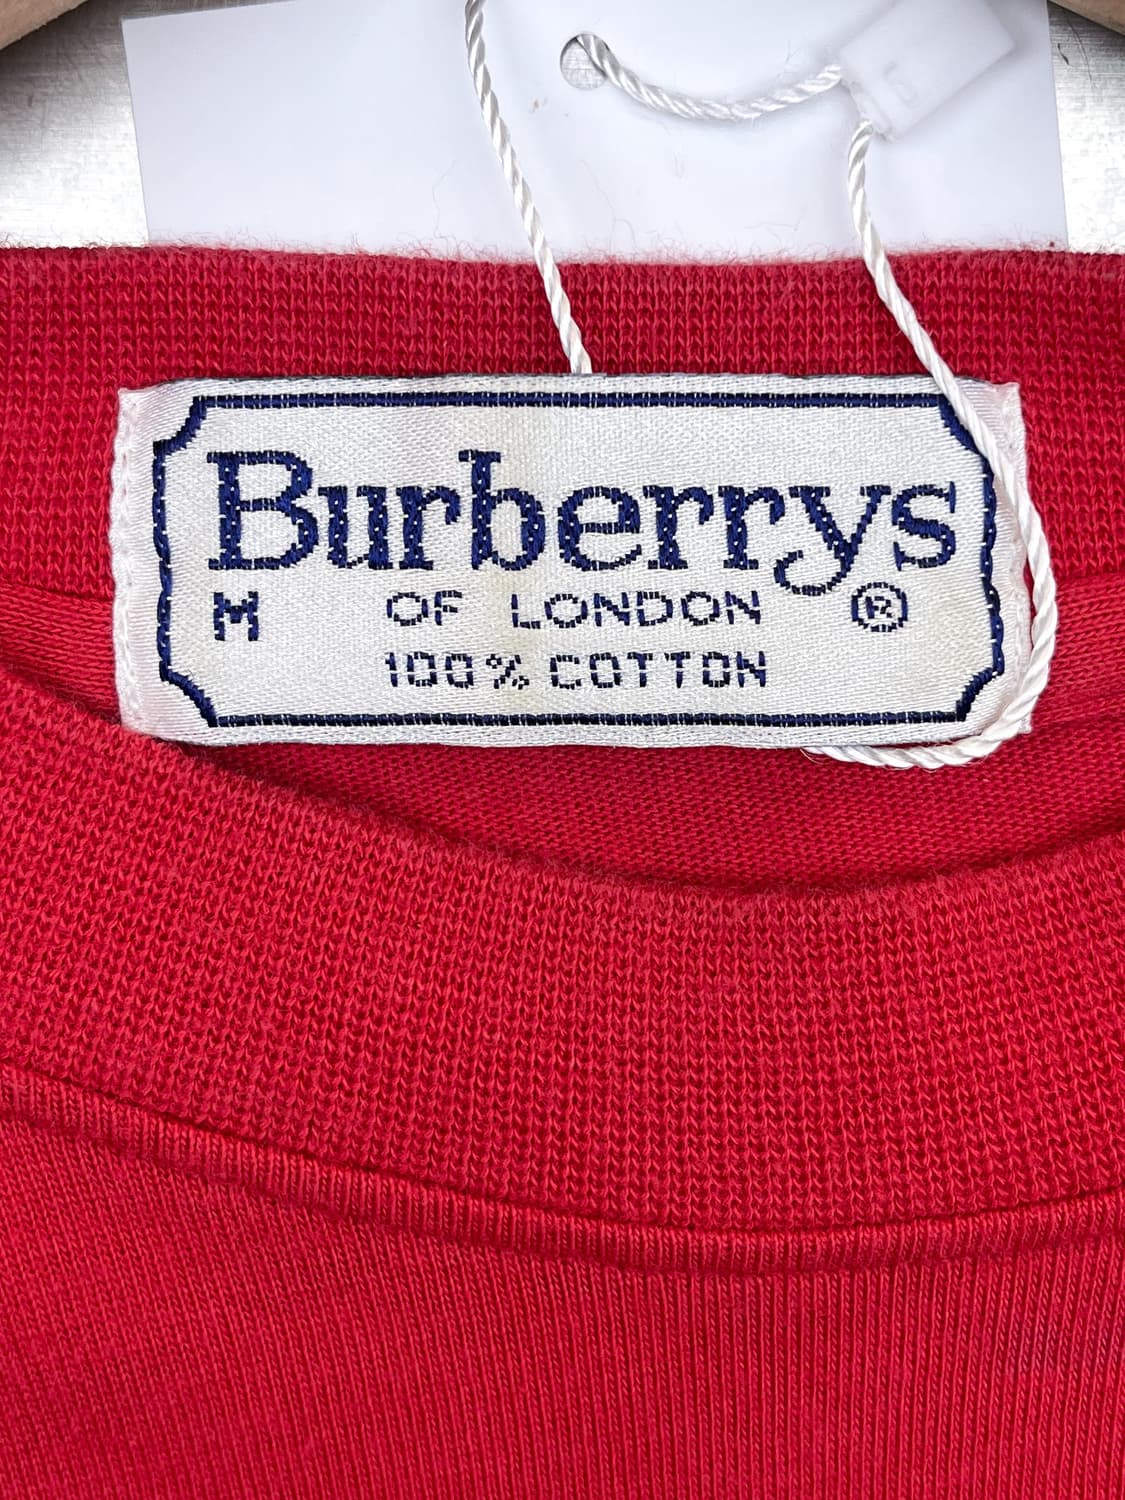 Burberrys
M OF LONDON ®
100% COTTON